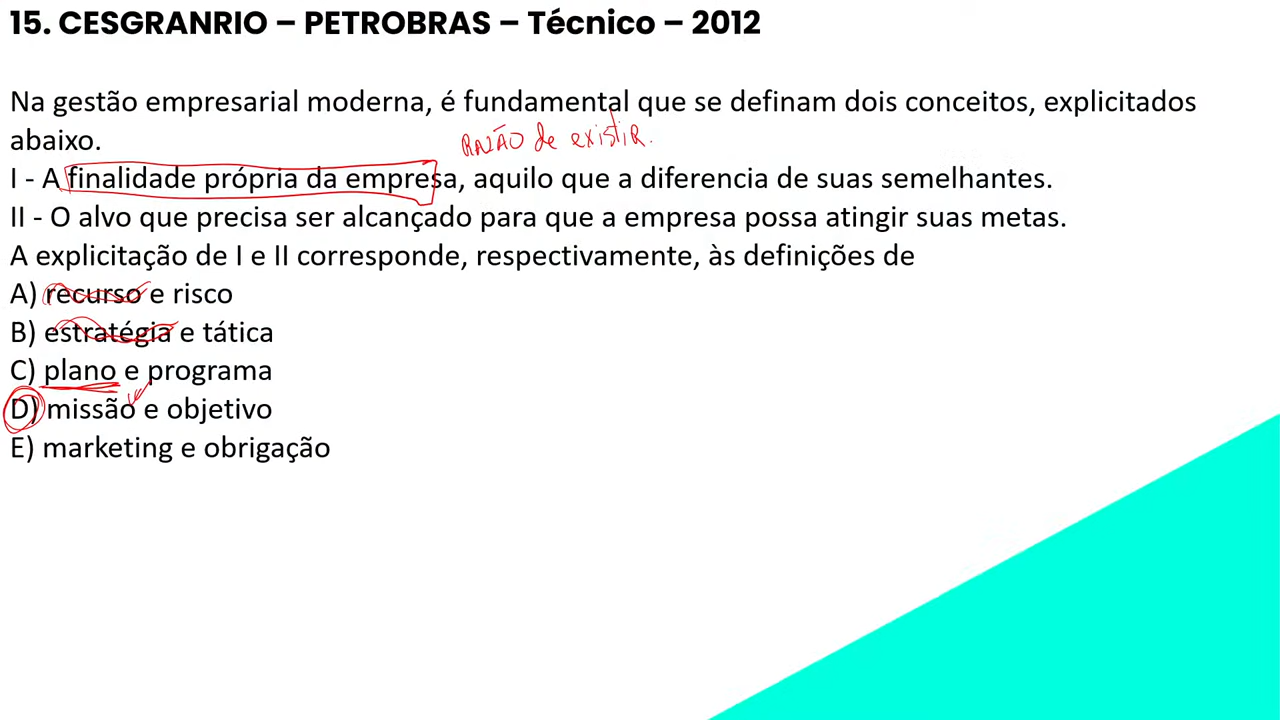 15. CESGRANRIO – PETROBRAS – Técnico – 2012
Na gestão empresarial moderna, é fundamental que se definam dois conceitos, explicitados
abaixo.
RAZÃO de existir.
I - A finalidade própria da empresa, aquilo que a diferencia de suas semelhantes.
II - O alvo que precisa ser alcançado para que a empresa possa atingir suas metas.
A explicitação de I e II corresponde, respectivamente, às definições de
A) recurso e risco
B) estratégia e tática
C) plano e programa
D) missão e objetivo
E) marketing e obrigação